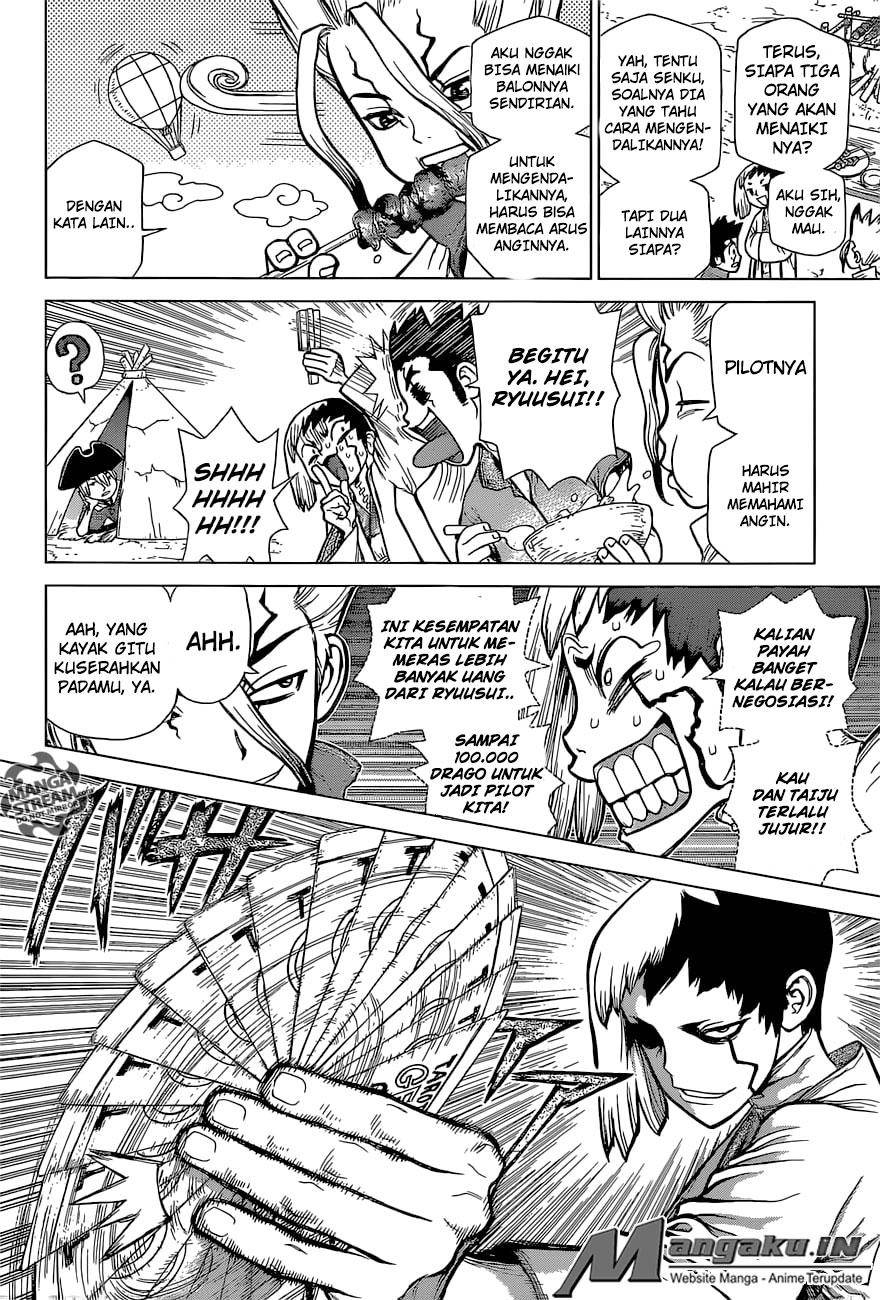 TERUS,
SIAPA TIGA
ORANG
YANG AKAN
MENAIKI
NYA?
AKU SIH,
NGGAK
MAU.
YAH, TENTU
SAJA SENKU,
SOALNYA DIA
YANG TAHU
CARA MENGEN-
DALIKANNYA!
TAPI DUA
LAINNYA
SIAPA?
AKU NGGAK
BISA MENAIKI
BALONNYA
SENDIRIAN.
UNTUK
MENGENDA-
LIKANNYA,
HARUS BISA
MEMBACA ARUS
ANGINNYA.
DENGAN
KATA LAIN..
PILOTNYA
HARUS
MAHIR
MEMAHAMI
ANGIN.
BEGITU
YA. HEI,
RYUUSUI!!
SHHH
HHHH
HH!!!
?
KALIAN
PAYAH
BANGET
KALAU BER-
NEGOSIASI!
KAU
DAN TAIJU
TERLALU
JUJUR!!
INI KESEMPATAN
KITA UNTUK ME-
MERAS LEBIH
BANYAK UANG
DARI RYUUSUI..
SAMPAI
100.000
DRAGO UNTUK
JADI PILOT
KITA!
AHH.
AAH, YANG
KAYAK GITU
KUSERAHKAN
PADAMU, YA.
MANGA
STREAM
DO NOT REUPLOAD
Mangaku.IN
Website Manga - Anime Terupdate